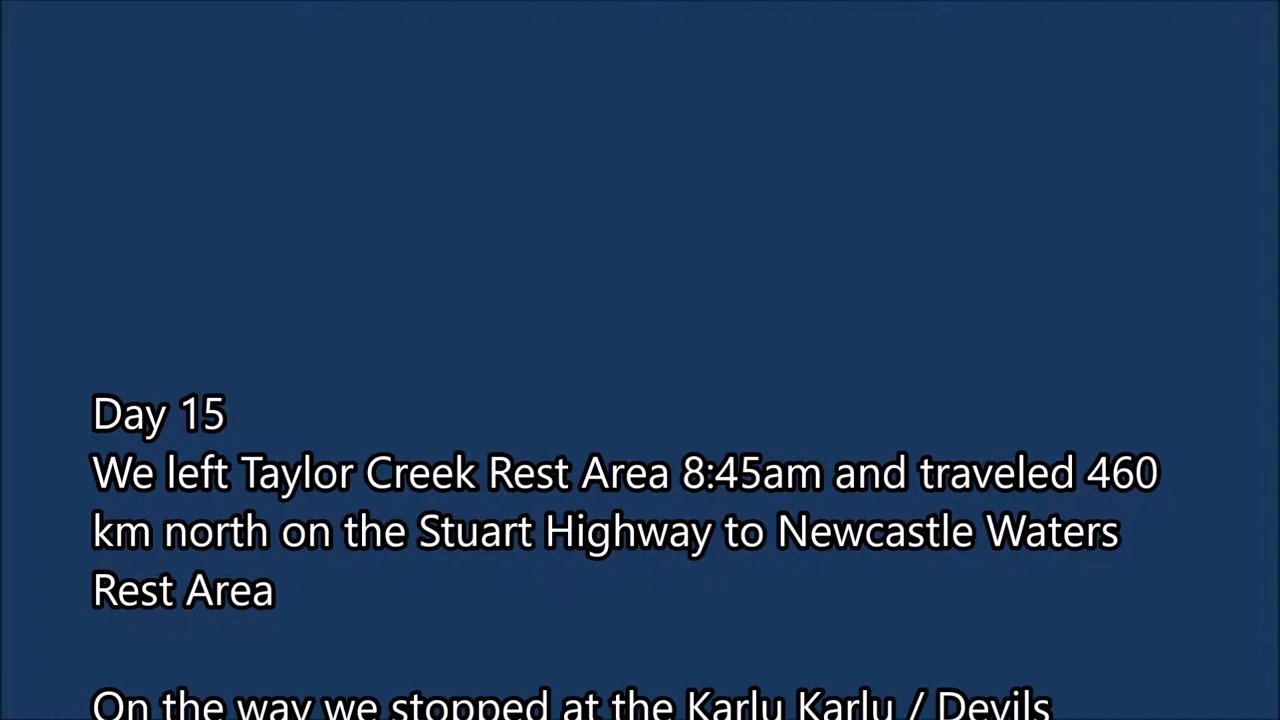 Day 15
We left Taylor Creek Rest Area 8:45am and traveled 460
km north on the Stuart Highway to Newcastle Waters
Rest Area
On the way we stopped at the Karlu Karlu / Devils